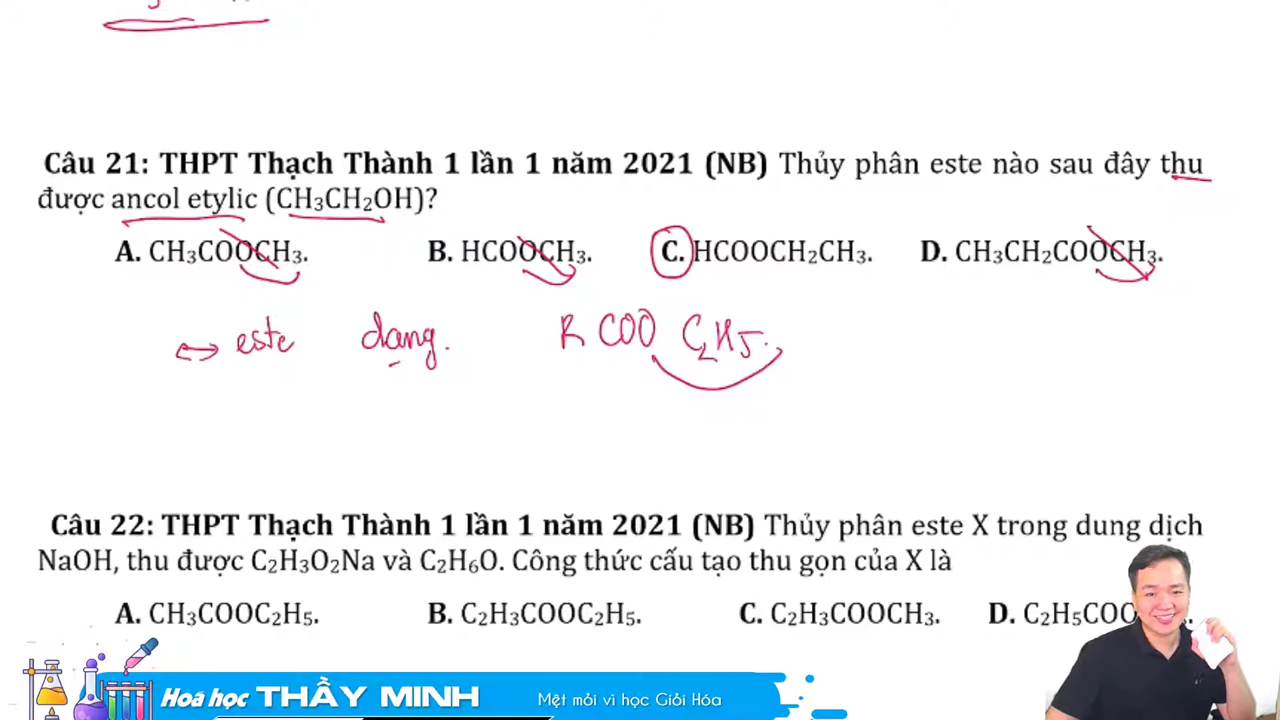 Câu 21: THPT Thạch Thành 1 lần 1 năm 2021 (NB) Thủy phân este nào sau đây thu
được ancol etylic (CH₃CH₂OH)?
A. CH₃COOCH₃. B. HCOOCH₃. C. HCOOCH₂CH₃. D. CH₃CH₂COOCH₃.
↔ este dạng. RCOO C₂H₅.
Câu 22: THPT Thạch Thành 1 lần 1 năm 2021 (NB) Thủy phân este X trong dung dịch
NaOH, thu được C₂H₃O₂Na và C₂H₆O. Công thức cấu tạo thu gọn của X là
A. CH₃COOC₂H₅. B. C₂H₃COOC₂H₅. C. C₂H₃COOCH₃. D. C₂H₅COO
Hoá học THẦY MINH Mệt mỏi vì học Giỏi Hóa